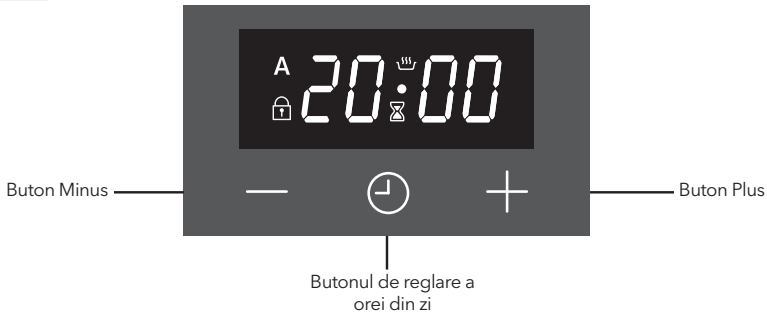 A 20:00
Buton Minus
Buton Plus
Butonul de reglare a
orei din zi